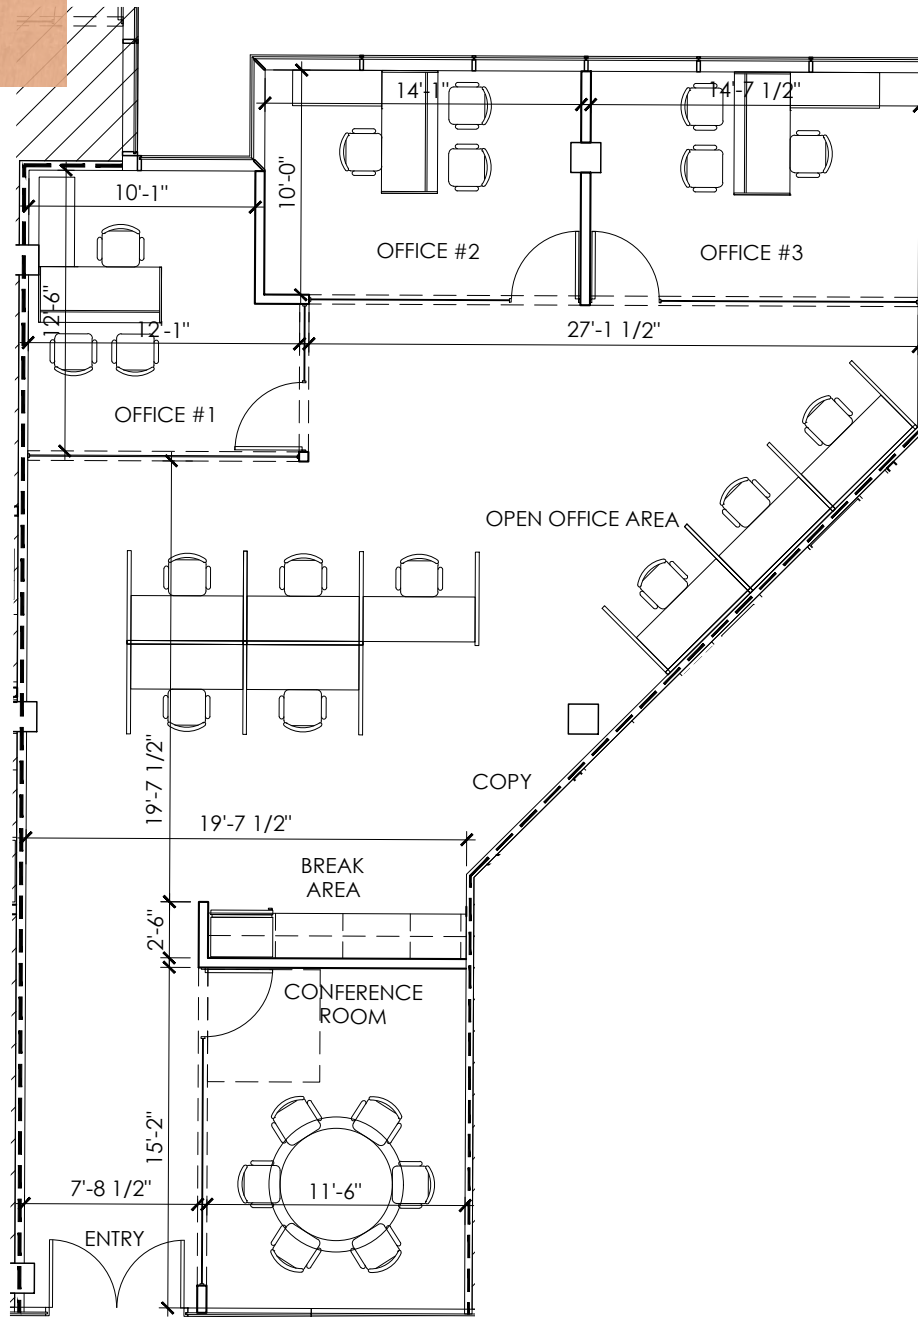 14'-1"
14'-7 1/2"
10'-1"
10'-0"
OFFICE #2
OFFICE #3
12'-6"
12'-1"
27'-1 1/2"
OFFICE #1
OPEN OFFICE AREA
19'-7 1/2"
COPY
19'-7 1/2"
BREAK
AREA
2'-6"
CONFERENCE
ROOM
15'-2"
7'-8 1/2"
11'-6"
ENTRY